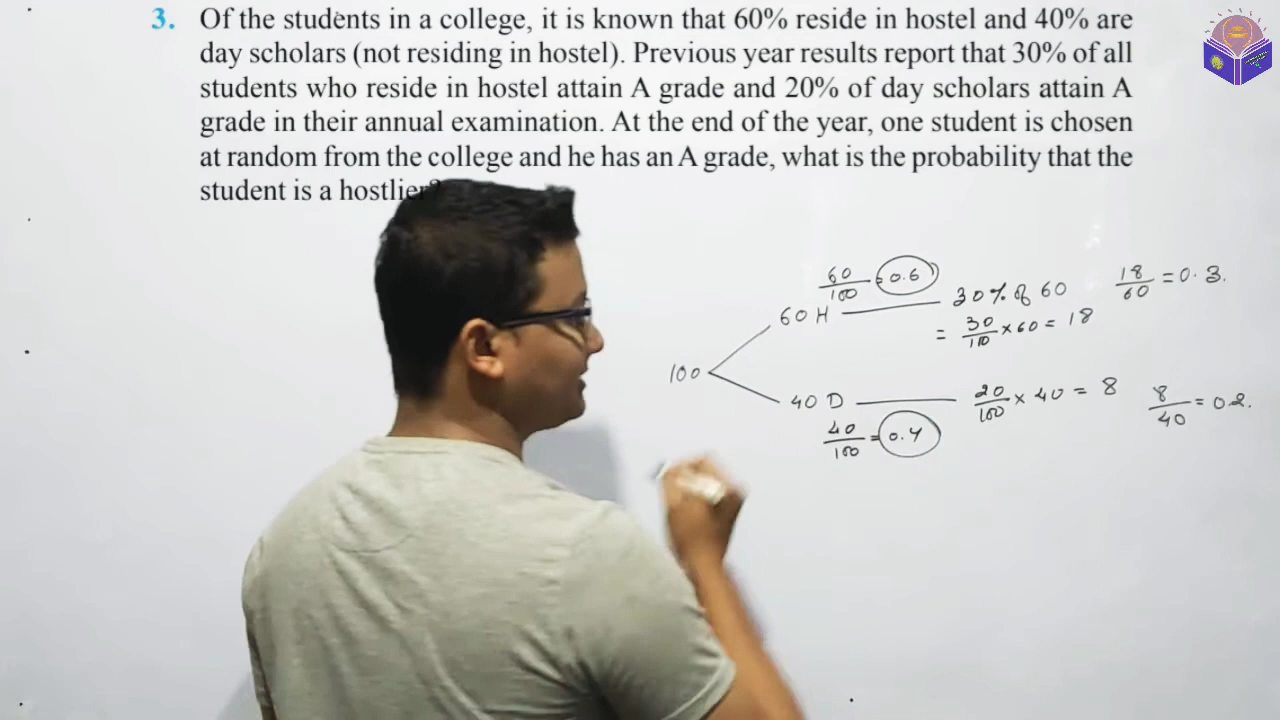 3. Of the students in a college, it is known that 60% reside in hostel and 40% are
day scholars (not residing in hostel). Previous year results report that 30% of all
students who reside in hostel attain A grade and 20% of day scholars attain A
grade in their annual examination. At the end of the year, one student is chosen
at random from the college and he has an A grade, what is the probability that the
student is a hostlier?
60/100 = 0.6
60 H
30% of 60
= 30/100 × 60 = 18
18/60 = 0.3.
100
40 D
40/100 = 0.4
20/100 × 40 = 8
8/40 = 0.2.